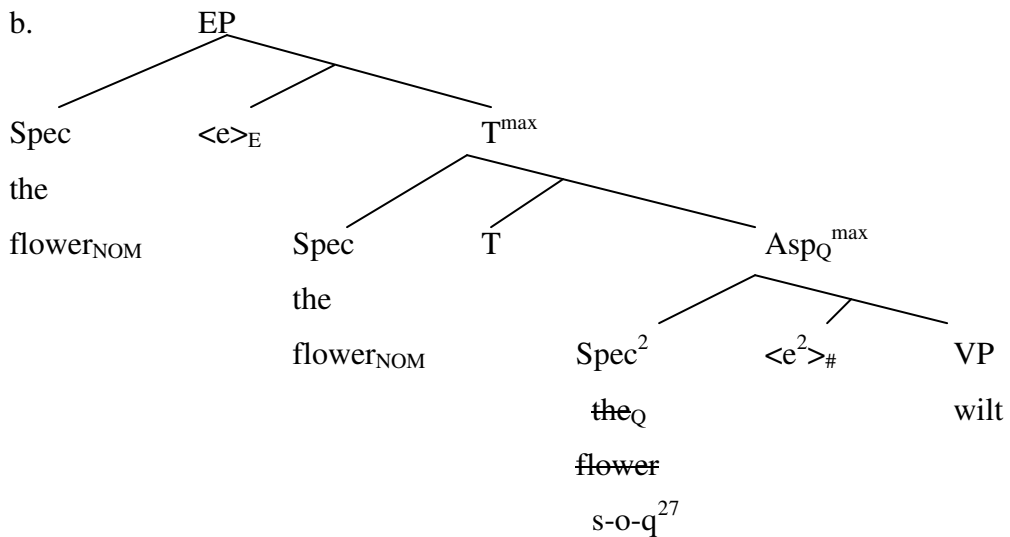 b. EP
Spec <e>E Tmax
the
flowerNOM Spec T AspQmax
the
flowerNOM Spec2 <e2># VP
theQ wilt
flower
s-o-q27